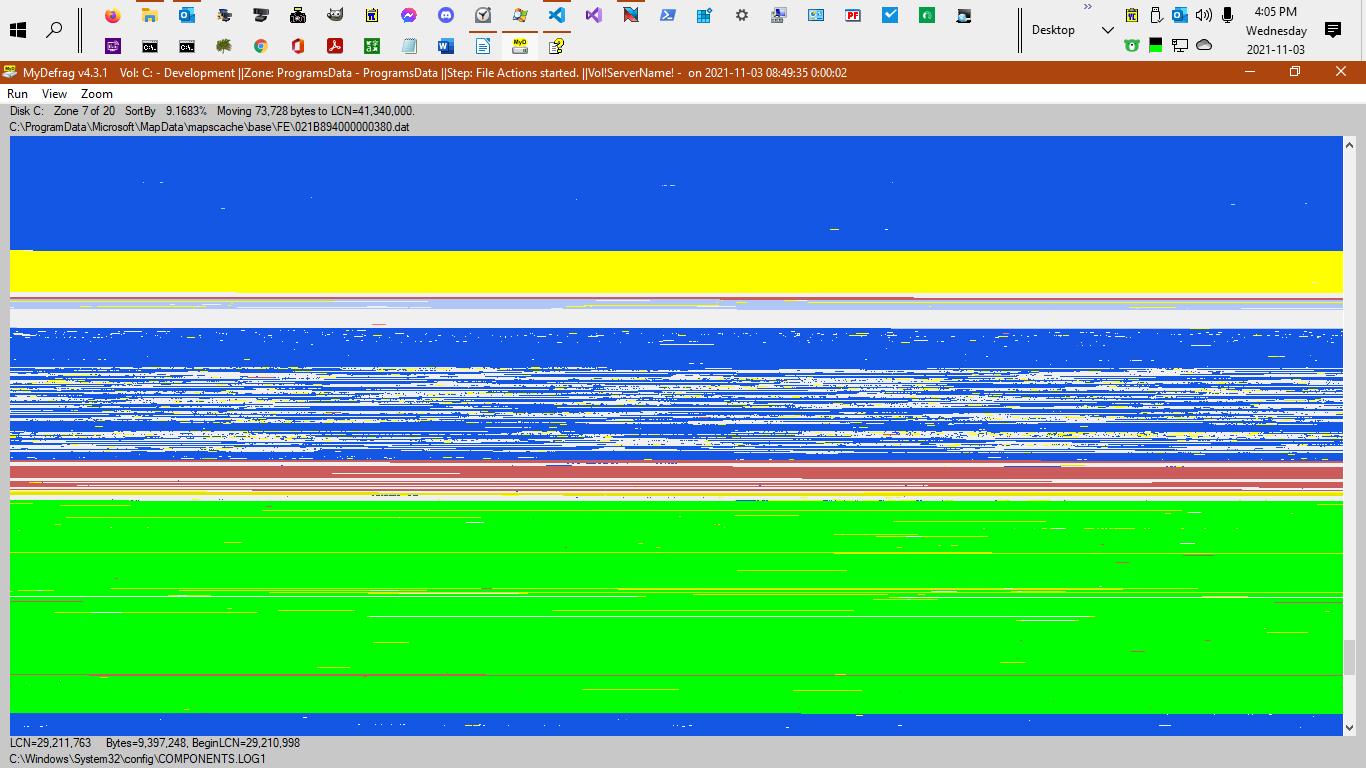 4:05 PM
Desktop
Wednesday
2021-11-03
MyDefrag v4.3.1 Vol: C: - Development ||Zone: ProgramsData - ProgramsData ||Step: File Actions started. ||Vol!ServerName! - on 2021-11-03 08:49:35 0:00:02
Run View Zoom
Disk C: Zone 7 of 20 SortBy 9.1683% Moving 73,728 bytes to LCN=41,340,000.
C:\ProgramData\Microsoft\MapData\mapscache\base\FE\021B894000000380.dat
LCN=29,211,763 Bytes=9,397,248, BeginLCN=29,210,998
C:\Windows\System32\config\COMPONENTS.LOG1